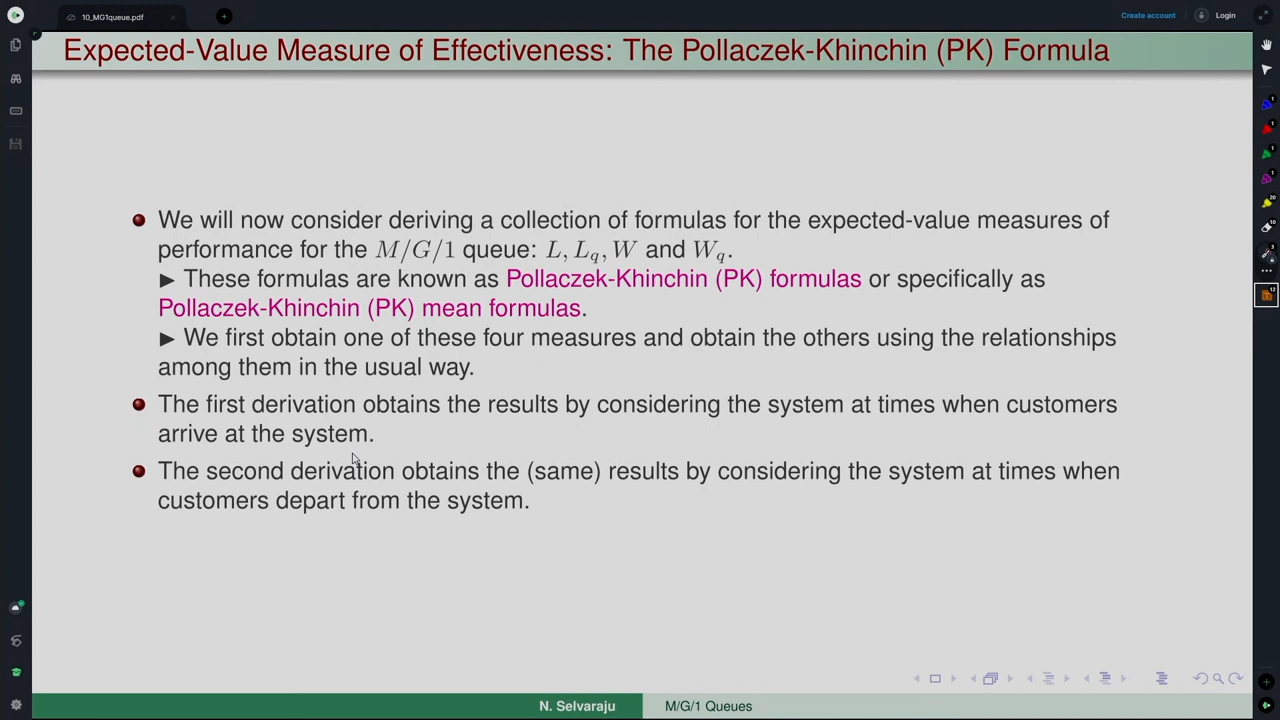 10_MG1queue.pdf
Create account
Login
Expected-Value Measure of Effectiveness: The Pollaczek-Khinchin (PK) Formula
We will now consider deriving a collection of formulas for the expected-value measures of
performance for the M/G/1 queue: L, Lq, W and Wq.
▶ These formulas are known as Pollaczek-Khinchin (PK) formulas or specifically as
Pollaczek-Khinchin (PK) mean formulas.
▶ We first obtain one of these four measures and obtain the others using the relationships
among them in the usual way.
The first derivation obtains the results by considering the system at times when customers
arrive at the system.
The second derivation obtains the (same) results by considering the system at times when
customers depart from the system.
N. Selvaraju
M/G/1 Queues